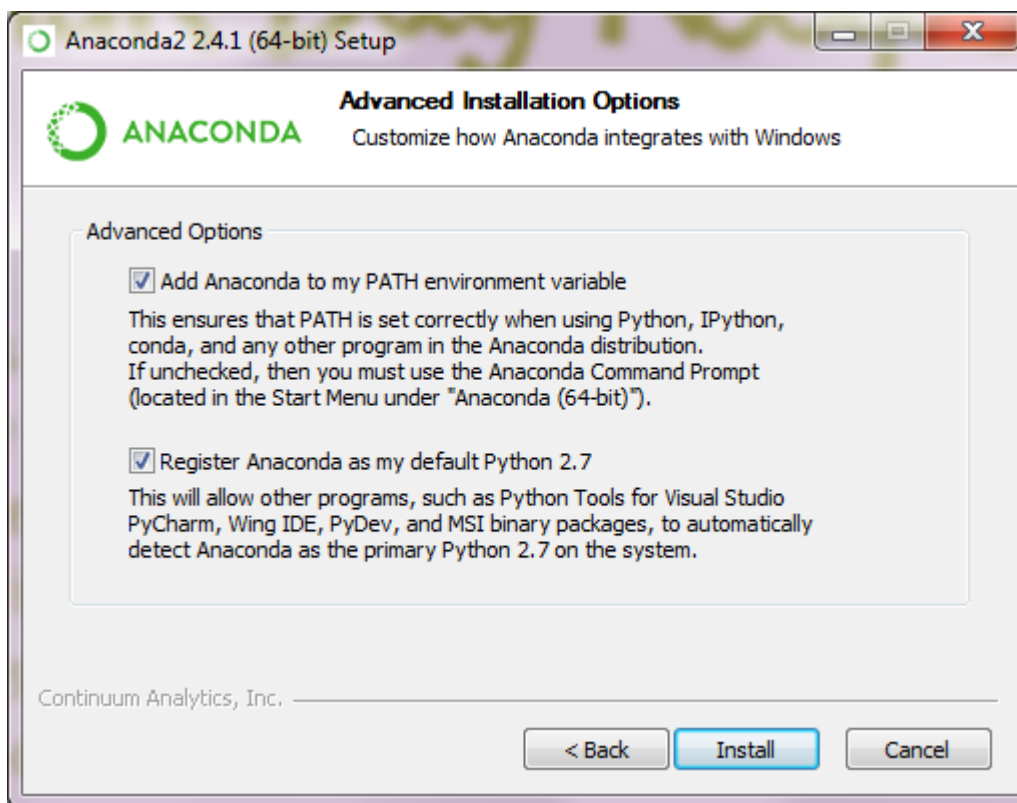 Anaconda2 2.4.1 (64-bit) Setup
ANACONDA
Advanced Installation Options
Customize how Anaconda integrates with Windows
Advanced Options
Add Anaconda to my PATH environment variable
This ensures that PATH is set correctly when using Python, IPython,
conda, and any other program in the Anaconda distribution.
If unchecked, then you must use the Anaconda Command Prompt
(located in the Start Menu under "Anaconda (64-bit)").
Register Anaconda as my default Python 2.7
This will allow other programs, such as Python Tools for Visual Studio
PyCharm, Wing IDE, PyDev, and MSI binary packages, to automatically
detect Anaconda as the primary Python 2.7 on the system.
Continuum Analytics, Inc.
< Back
Install
Cancel